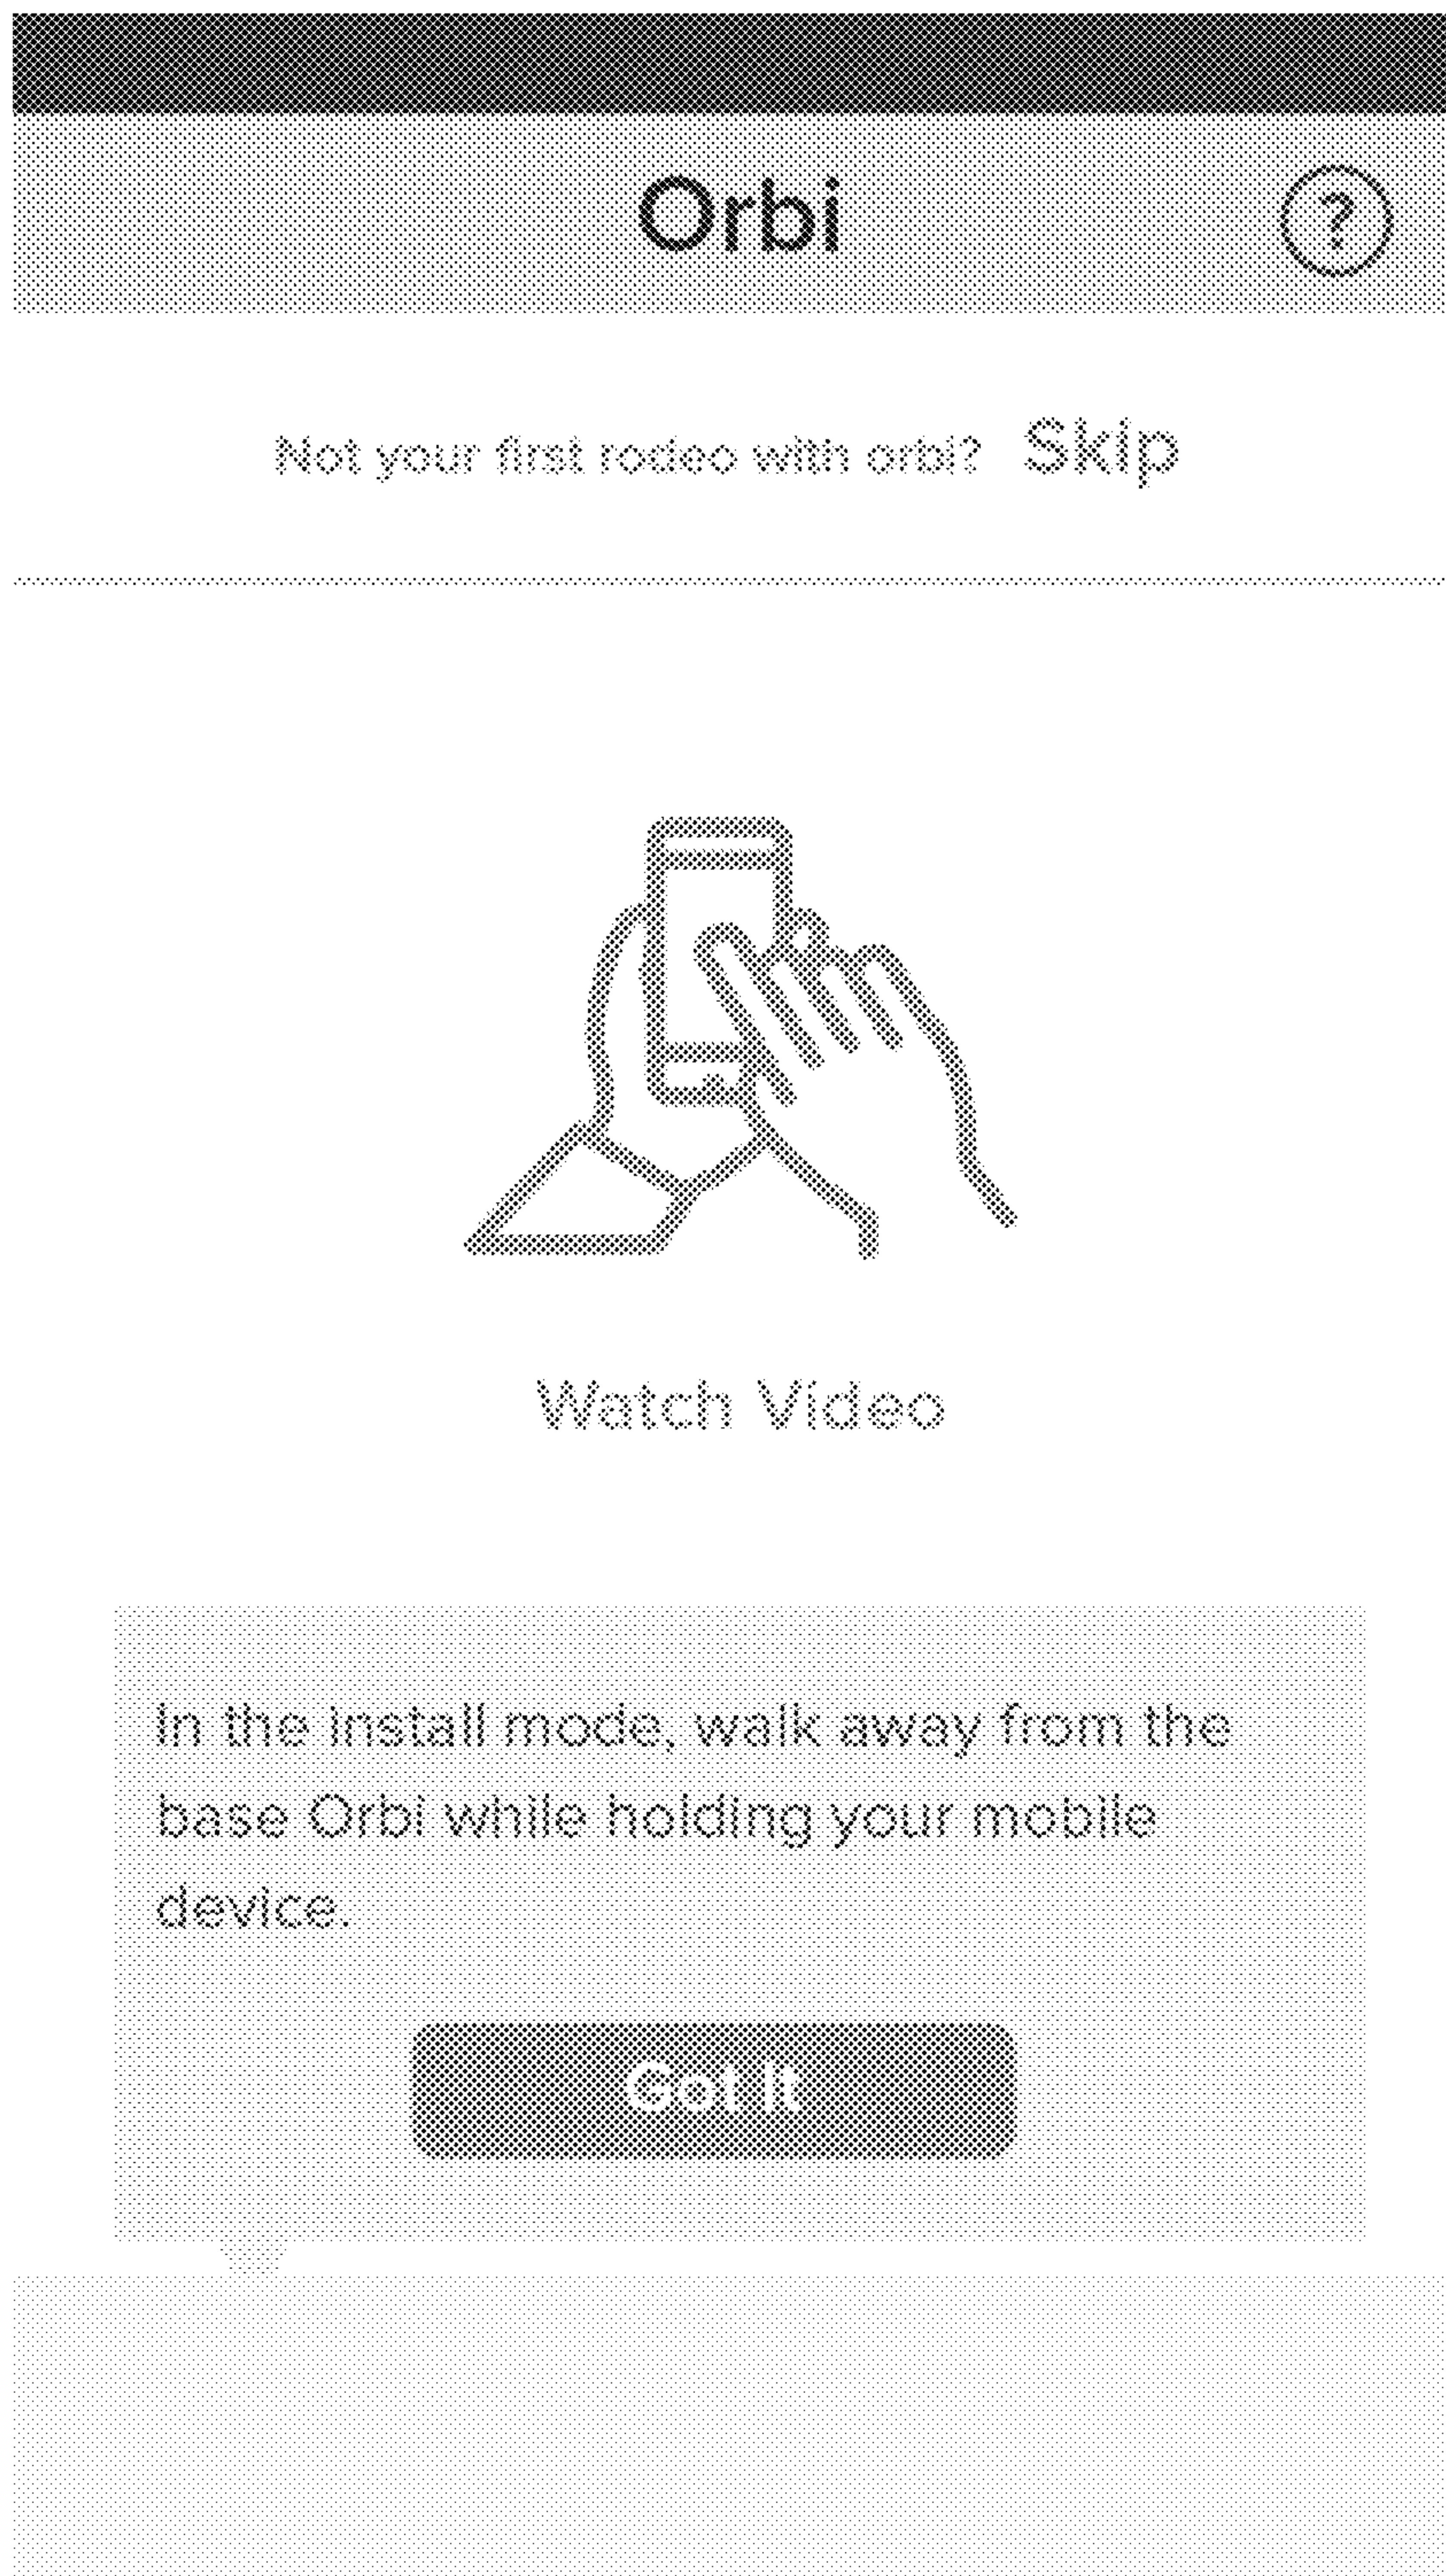 Orbi
?
Not your first rodeo with orbi? Skip
Watch Video
In the install mode, walk away from the
base Orbi while holding your mobile
device.
Got It